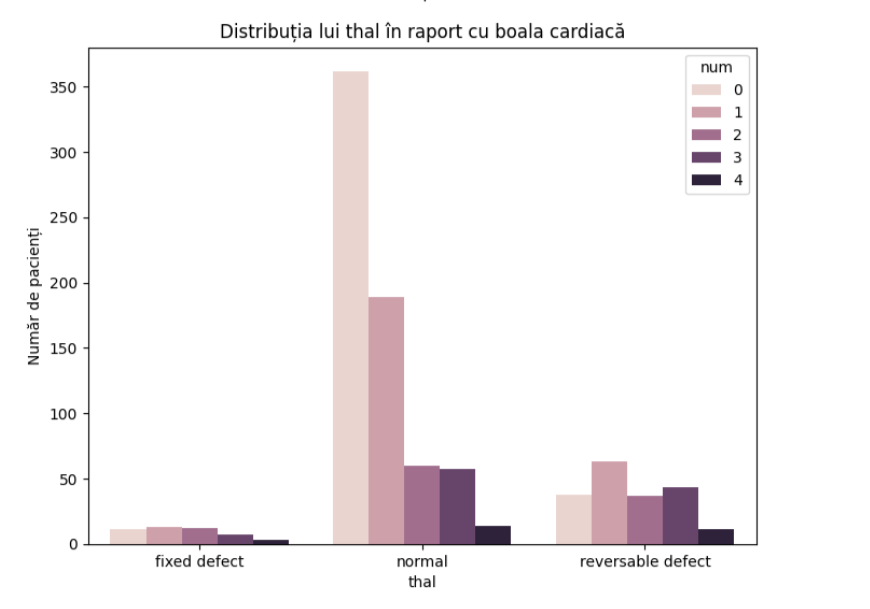 Distribuția lui thal în raport cu boala cardiacă
num
0
1
2
3
4
Număr de pacienți
350
300
250
200
150
100
50
0
fixed defect
normal
reversable defect
thal